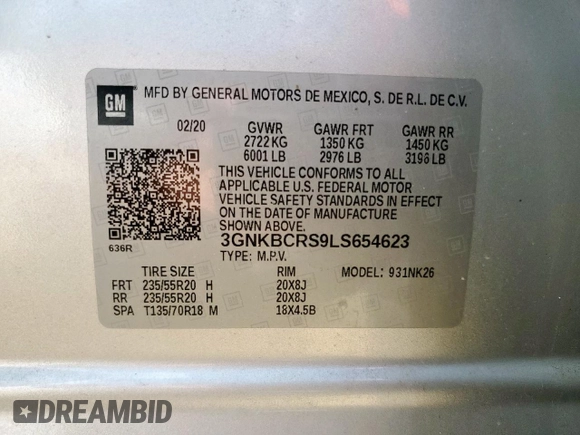 GM
MFD BY GENERAL MOTORS DE MEXICO, S. DE R.L. DE C.V.
02/20 GVWR GAWR FRT GAWR RR
2722 KG 1350 KG 1450 KG
6001 LB 2976 LB 3196 LB
THIS VEHICLE CONFORMS TO ALL
APPLICABLE U.S. FEDERAL MOTOR
VEHICLE SAFETY STANDARDS IN EFFECT
ON THE DATE OF MANUFACTURE
SHOWN ABOVE.
636R
3GNKBCRS9LS654623
TYPE: M.P.V.
TIRE SIZE RIM MODEL: 931NK26
FRT 235/55R20 H 20X8J
RR 235/55R20 H 20X8J
SPA T135/70R18 M 18X4.5B
DREAMBID